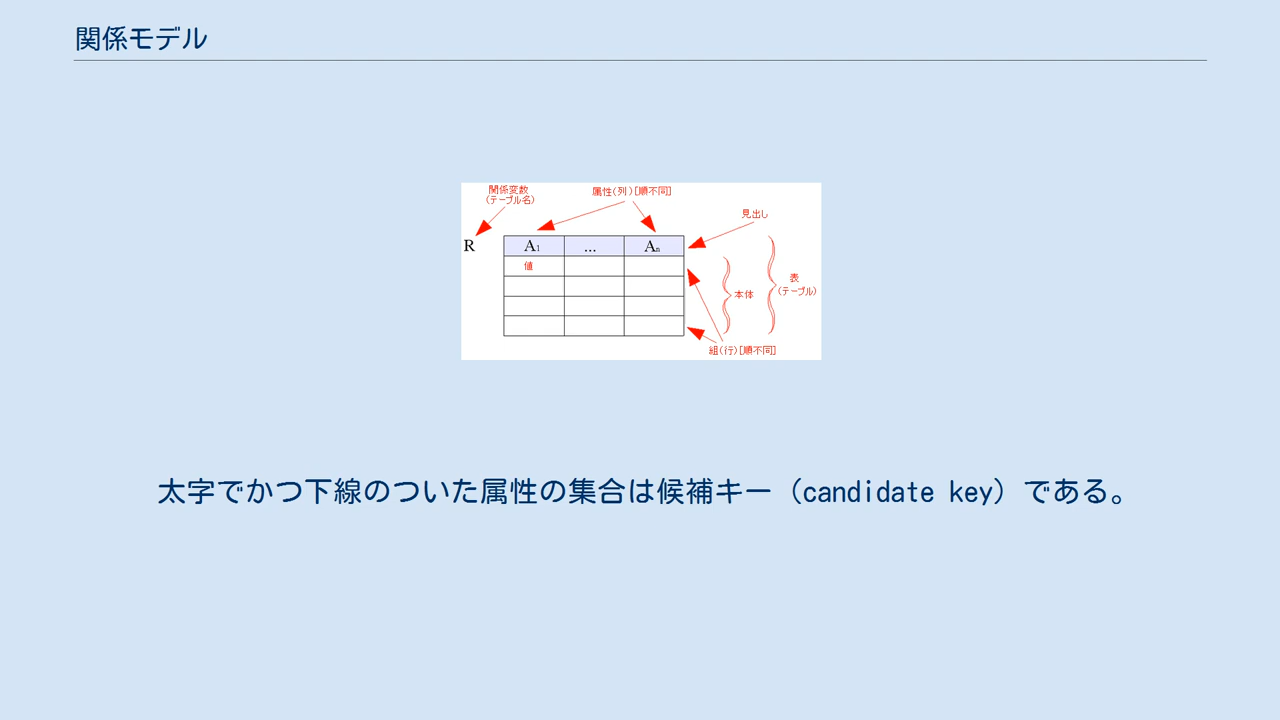 関係モデル
関係変数
(テーブル名)
属性(列)[順不同]
見出し
R
A1
...
An
値
本体
表
(テーブル)
組(行)[順不同]
太字でかつ下線のついた属性の集合は候補キー（candidate key）である。